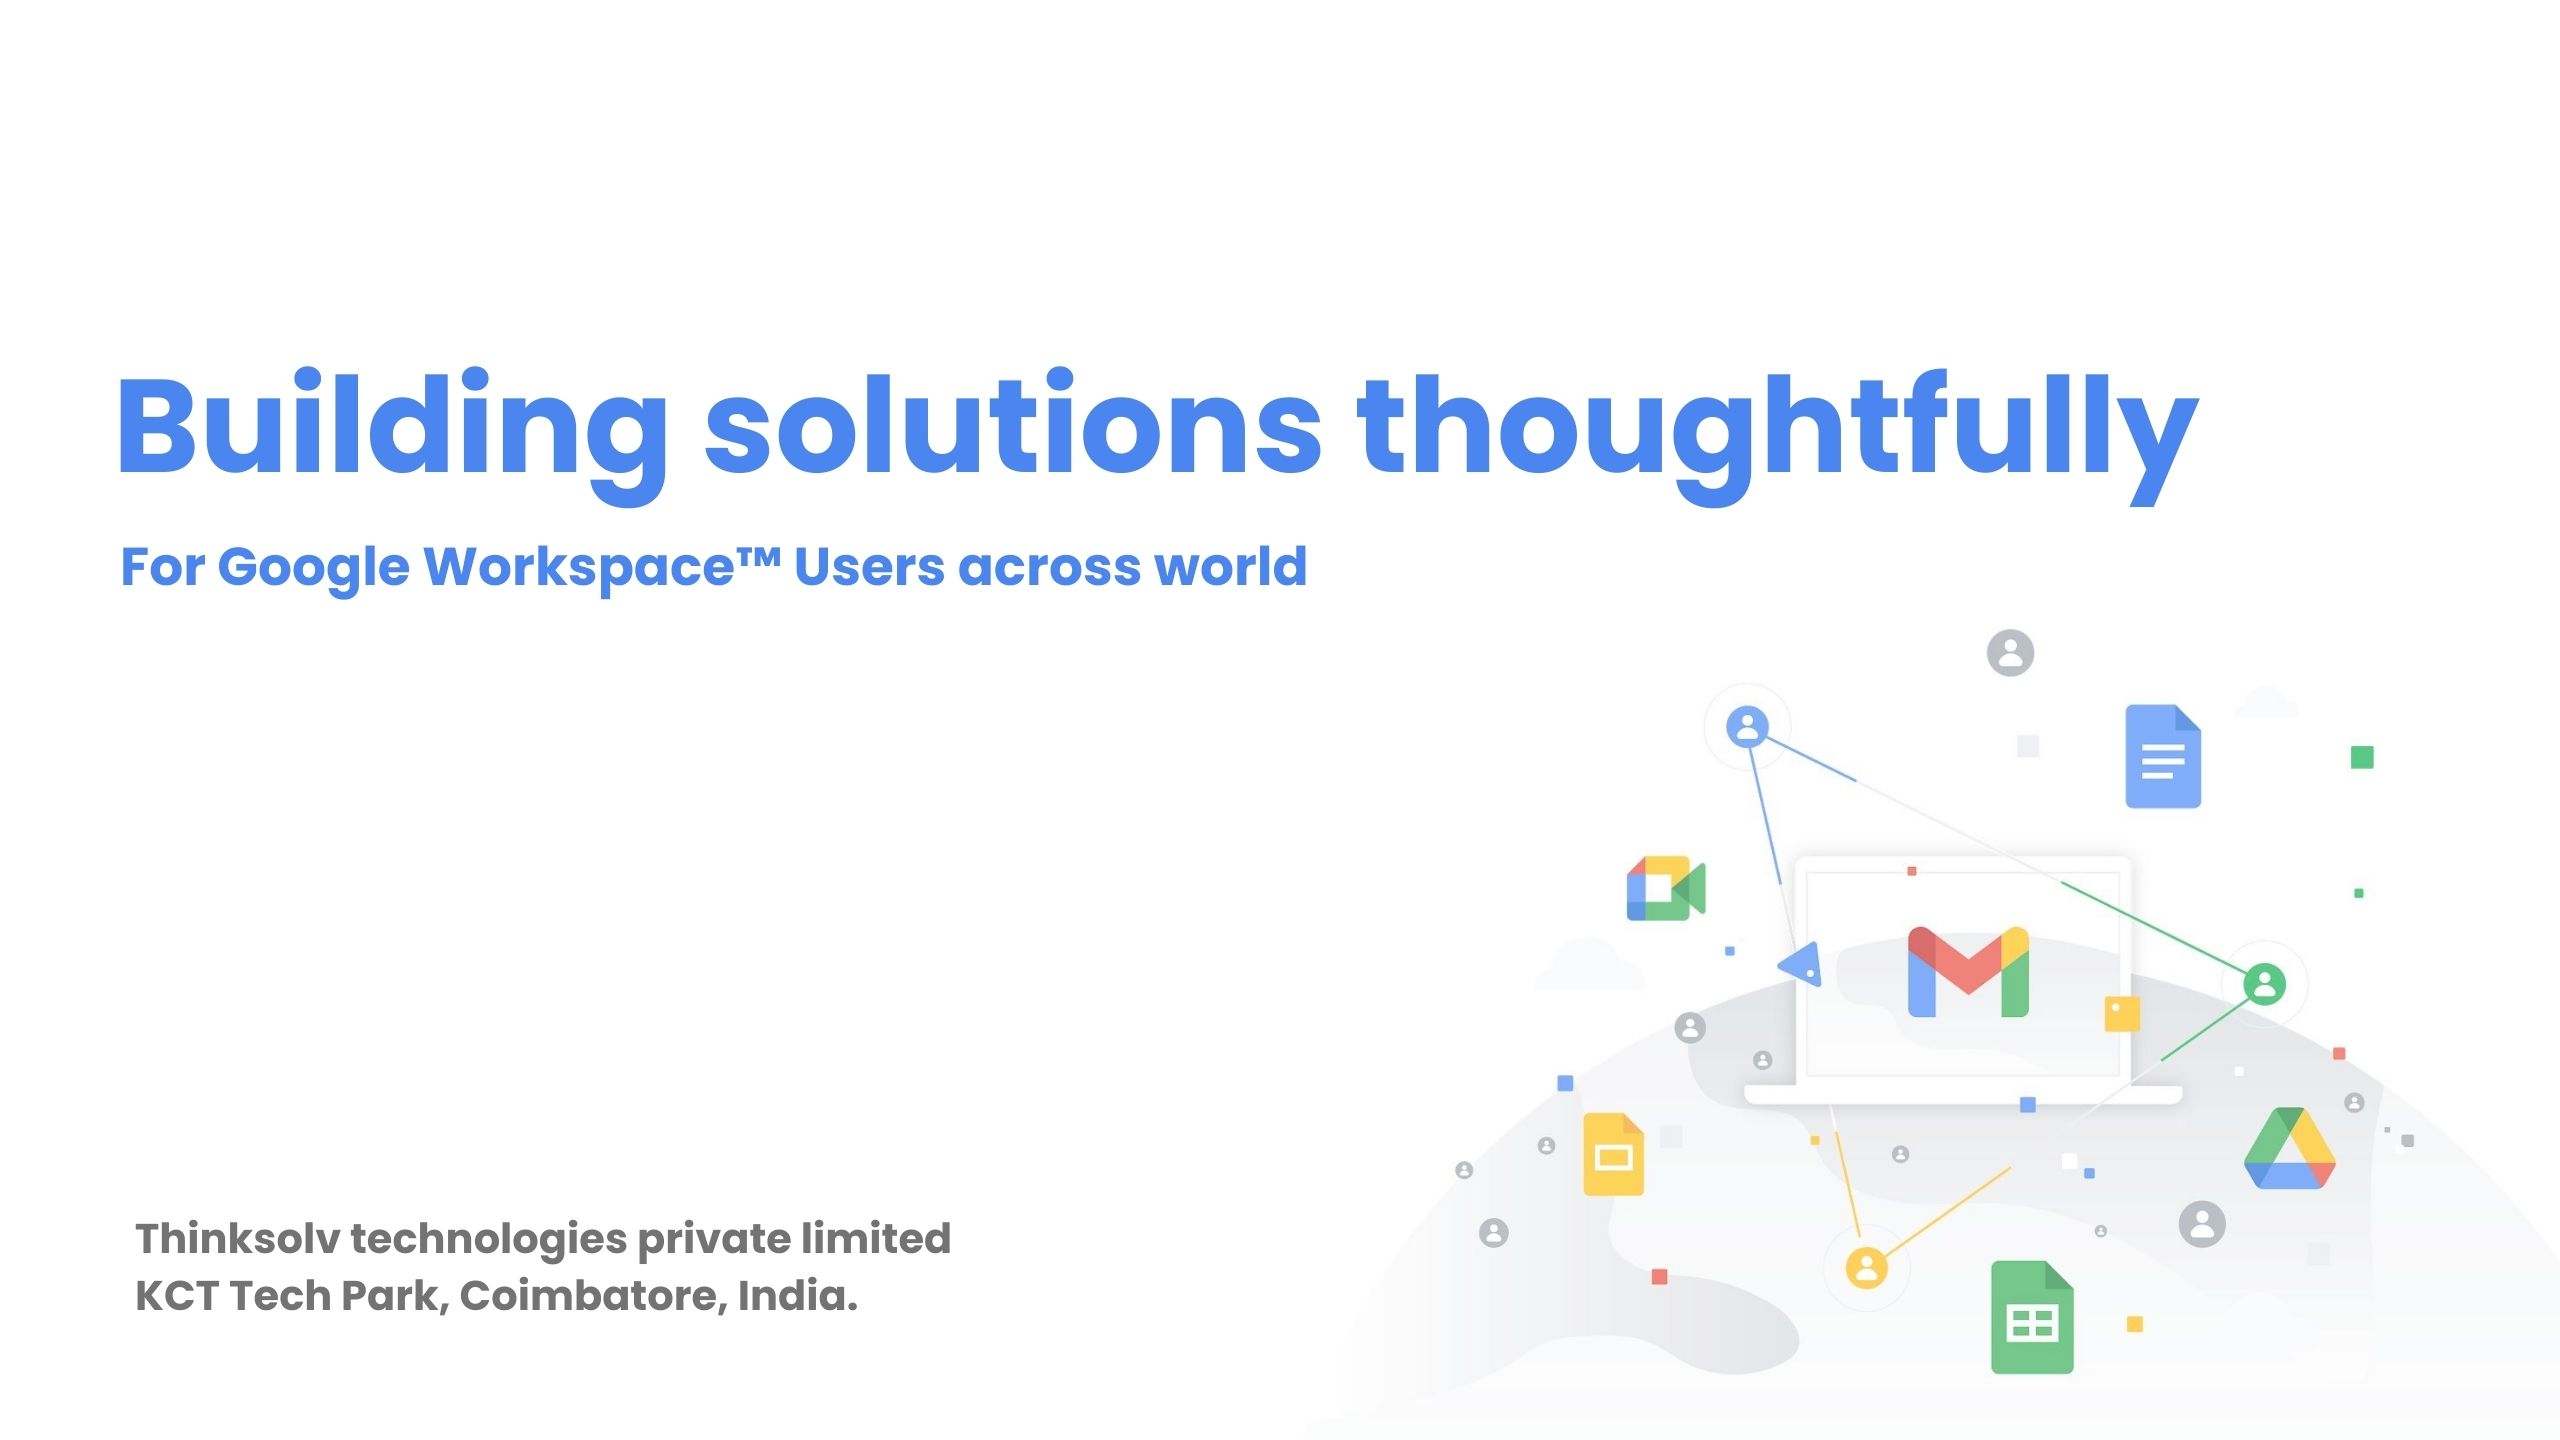 Building solutions thoughtfully
For Google Workspace™ Users across world
Thinksolv technologies private limited
KCT Tech Park, Coimbatore, India.